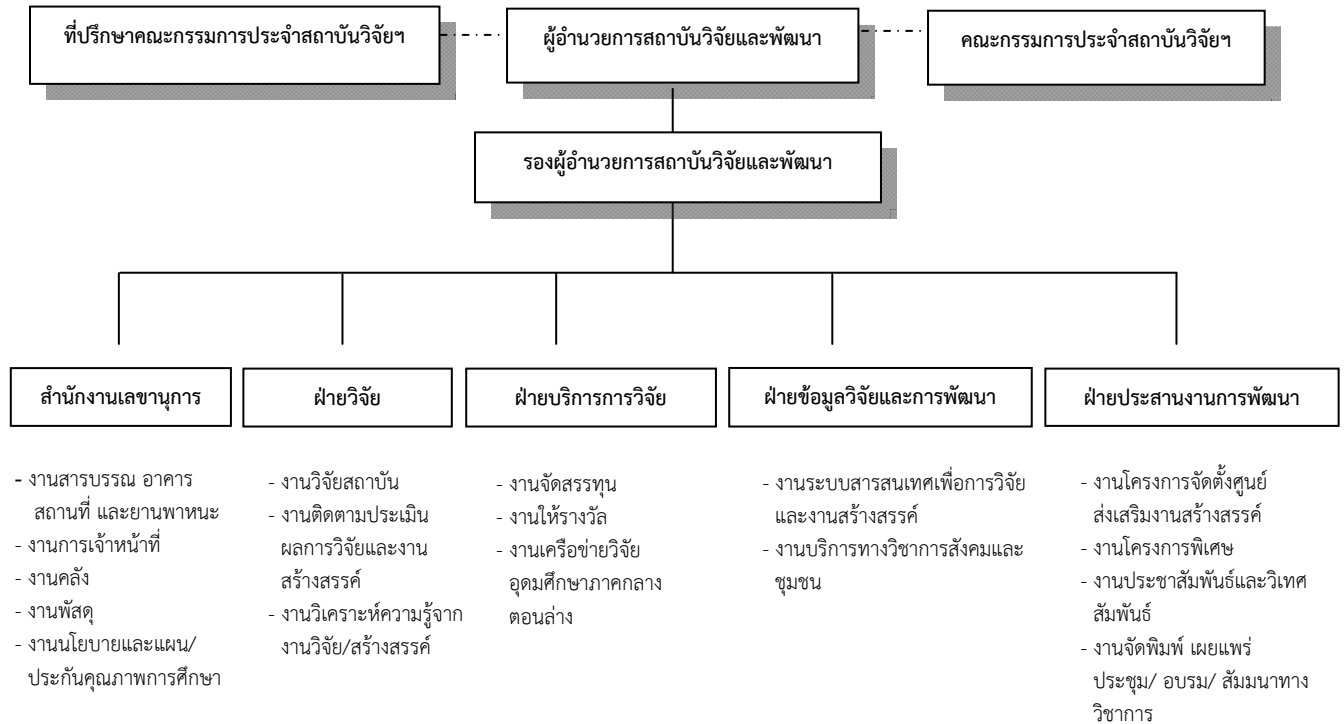 ที่ปรึกษาคณะกรรมการประจำสถาบันวิจัยฯ
ผู้อำนวยการสถาบันวิจัยและพัฒนา
คณะกรรมการประจำสถาบันวิจัยฯ
รองผู้อำนวยการสถาบันวิจัยและพัฒนา
สำนักงานเลขานุการ
ฝ่ายวิจัย
ฝ่ายบริการการวิจัย
ฝ่ายข้อมูลวิจัยและการพัฒนา
ฝ่ายประสานงานการพัฒนา
- งานสารบรรณ อาคาร
สถานที่ และยานพาหนะ
- งานการเจ้าหน้าที่
- งานคลัง
- งานพัสดุ
- งานนโยบายและแผน/
ประกันคุณภาพการศึกษา
- งานวิจัยสถาบัน
- งานติดตามประเมิน
ผลการวิจัยและงาน
สร้างสรรค์
- งานวิเคราะห์ความรู้จาก
งานวิจัย/สร้างสรรค์
- งานจัดสรรทุน
- งานให้รางวัล
- งานเครือข่ายวิจัย
อุดมศึกษาภาคกลาง
ตอนล่าง
- งานระบบสารสนเทศเพื่อการวิจัย
และงานสร้างสรรค์
- งานบริการทางวิชาการสังคมและ
ชุมชน
- งานโครงการจัดตั้งศูนย์
ส่งเสริมงานสร้างสรรค์
- งานโครงการพิเศษ
- งานประชาสัมพันธ์และวิเทศ
สัมพันธ์
- งานจัดพิมพ์ เผยแพร่
ประชุม/ อบรม/ สัมมนาทาง
วิชาการ